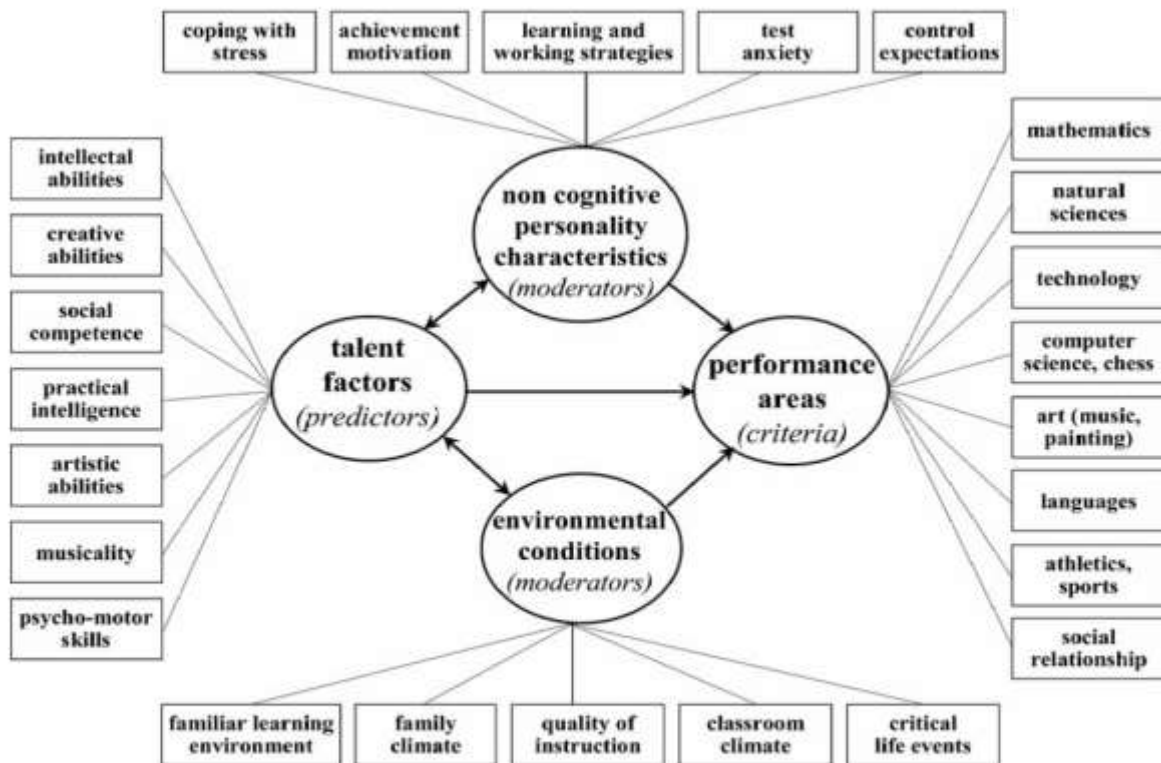 coping with
stress
achievement
motivation
learning and
working strategies
test
anxiety
control
expectations
intellectal
abilities
creative
abilities
social
competence
practical
intelligence
artistic
abilities
musicality
psycho-motor
skills
non cognitive
personality
characteristics
(moderators)
talent
factors
(predictors)
performance
areas
(criteria)
environmental
conditions
(moderators)
mathematics
natural
sciences
technology
computer
science, chess
art (music,
painting)
languages
athletics,
sports
social
relationship
familiar learning
environment
family
climate
quality of
instruction
classroom
climate
critical
life events